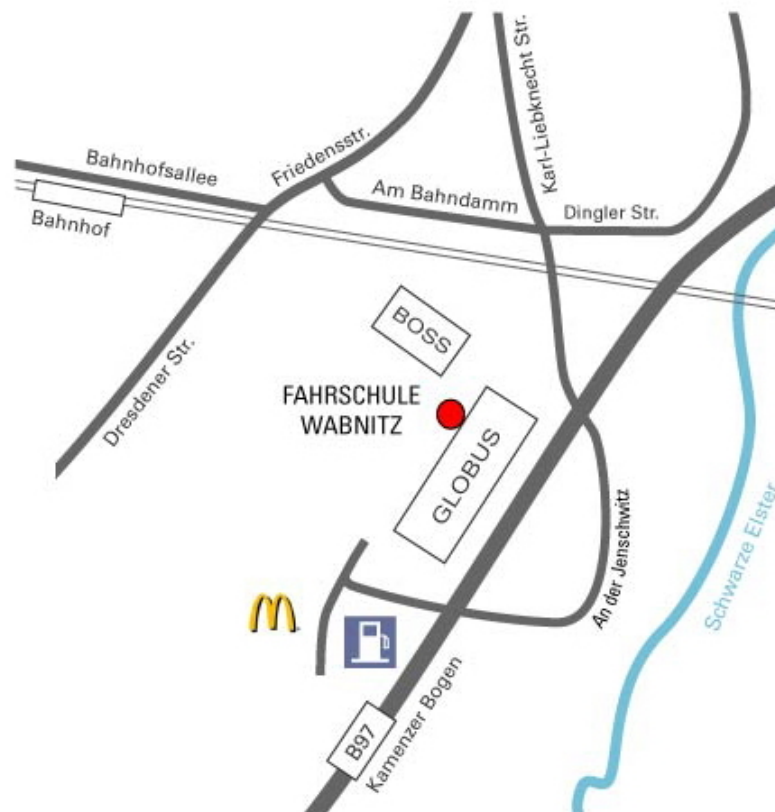 Karl-Liebknecht Str.
Friedensstr.
Bahnhofsallee
Am Bahndamm
Dingler Str.
Bahnhof
BOSS
Dresdener Str.
FAHRSCHULE
WABNITZ
GLOBUS
An der Jenschwitz
Schwarze Elster
M
Kamenzer Bogen
B97